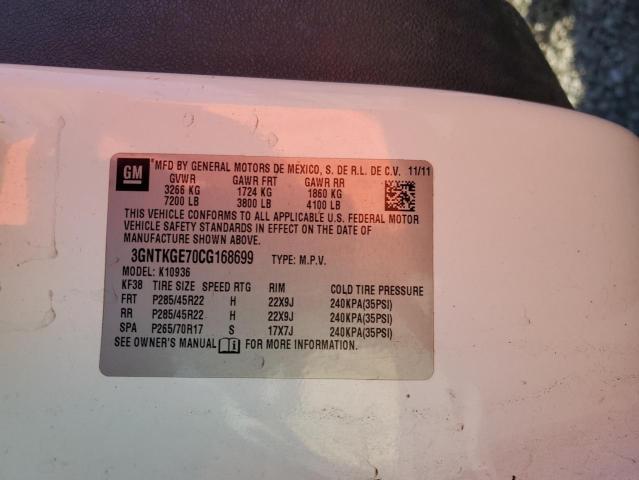 GM *MFD BY GENERAL MOTORS DE MEXICO, S. DE R.L. DE C.V. 11/11
GVWR GAWR FRT GAWR RR
3266 KG 1724 KG 1860 KG
7200 LB 3800 LB 4100 LB
THIS VEHICLE CONFORMS TO ALL APPLICABLE U.S. FEDERAL MOTOR
VEHICLE SAFETY STANDARDS IN EFFECT ON THE DATE OF
MANUFACTURE SHOWN ABOVE.
3GNTKGE70CG168699 TYPE: M.P.V.
MODEL: K10936
KF38 TIRE SIZE SPEED RTG RIM COLD TIRE PRESSURE
FRT P285/45R22 H 22X9J 240KPA(35PSI)
RR P285/45R22 H 22X9J 240KPA(35PSI)
SPA P265/70R17 S 17X7J 240KPA(35PSI)
SEE OWNER'S MANUAL FOR MORE INFORMATION.